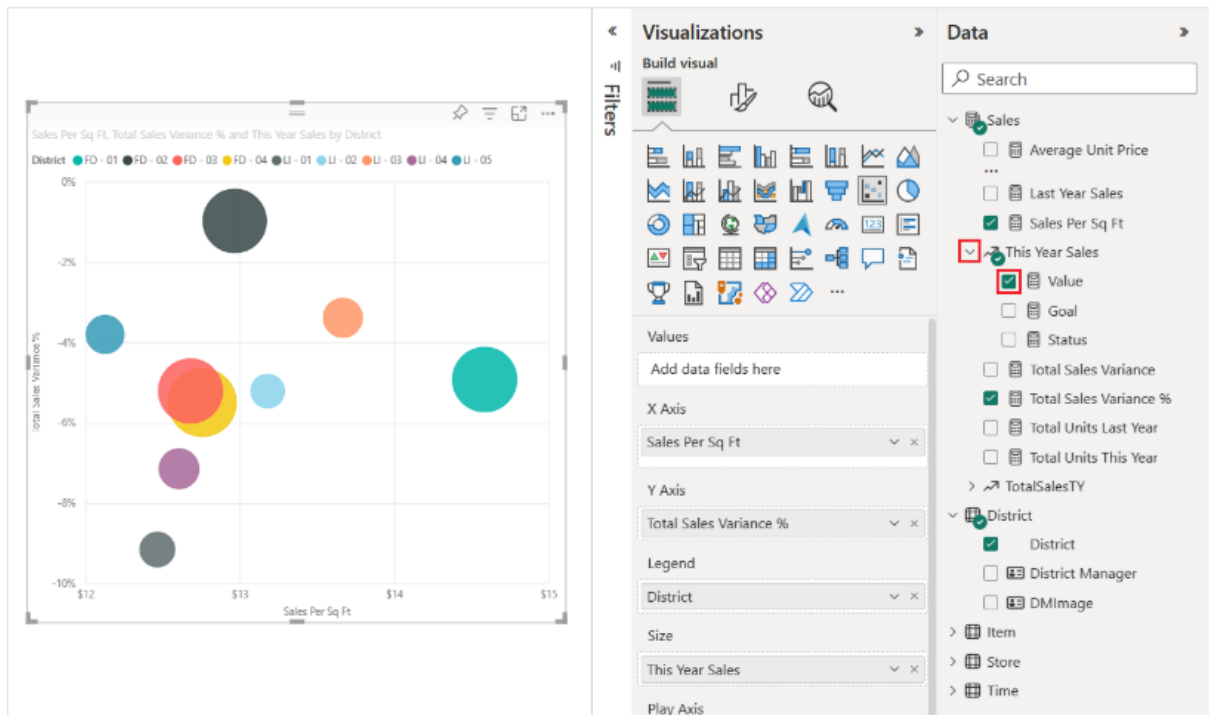 Sales Per Sq Ft, Total Sales Variance % and This Year Sales by District
District FD - 01 FD - 02 FD - 03 FD - 04 LI - 01 LI - 02 LI - 03 LI - 04 LI - 05
0%
-2%
-4%
-6%
-8%
-10%
Total Sales Variance %
$12 $13 $14 $15
Sales Per Sq Ft
Filters
Visualizations
Build visual
123
Values
Add data fields here
X Axis
Sales Per Sq Ft
Y Axis
Total Sales Variance %
Legend
District
Size
This Year Sales
Play Axis
Data
Search
Sales
Average Unit Price
...
Last Year Sales
Sales Per Sq Ft
This Year Sales
Value
Goal
Status
Total Sales Variance
Total Sales Variance %
Total Units Last Year
Total Units This Year
TotalSalesTY
District
District
District Manager
DMImage
Item
Store
Time